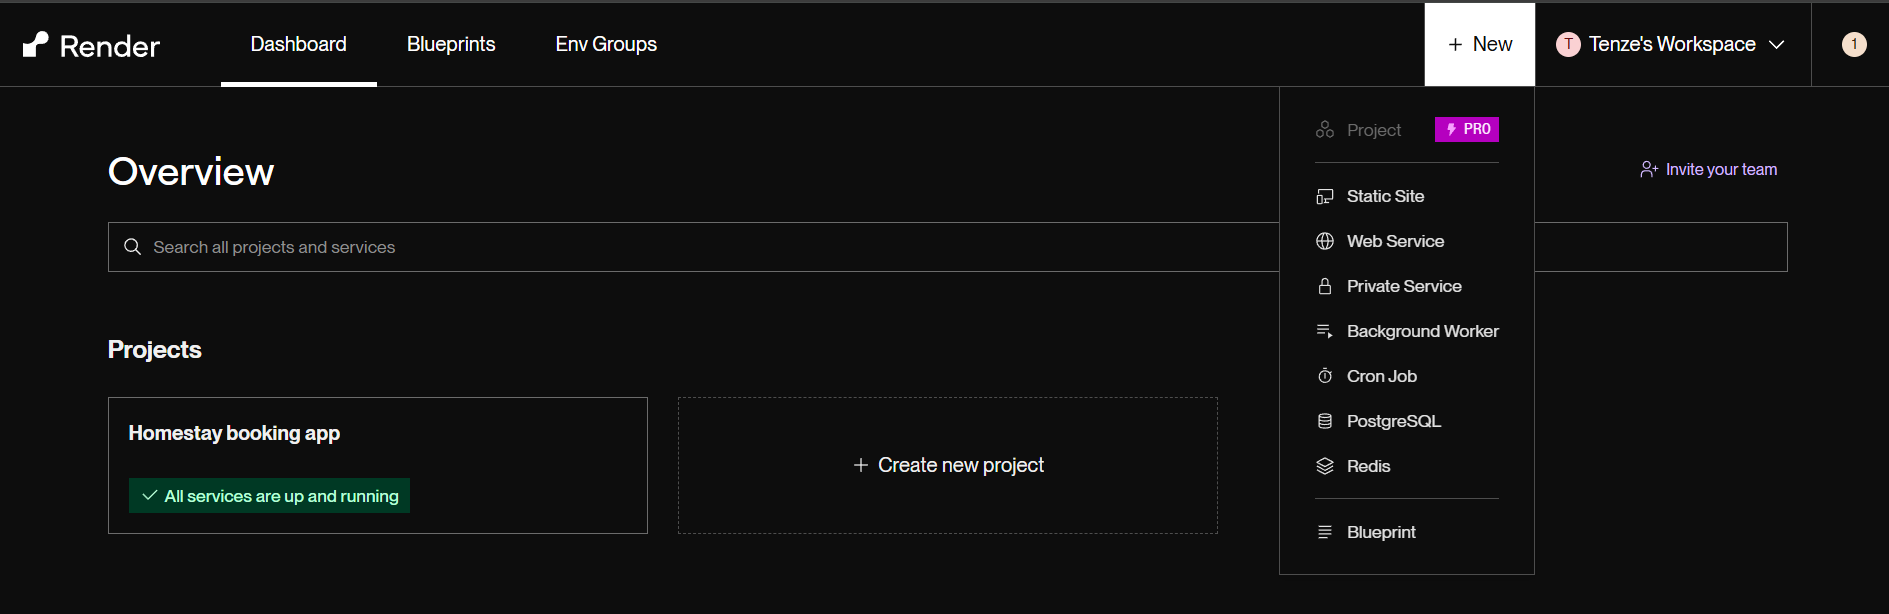 Render
Dashboard
Blueprints
Env Groups
+ New
T Tenze's Workspace
1
Project
PRO
Overview
Invite your team
Search all projects and services
Static Site
Web Service
Private Service
Background Worker
Cron Job
PostgreSQL
Redis
Blueprint
Projects
Homestay booking app
All services are up and running
+ Create new project